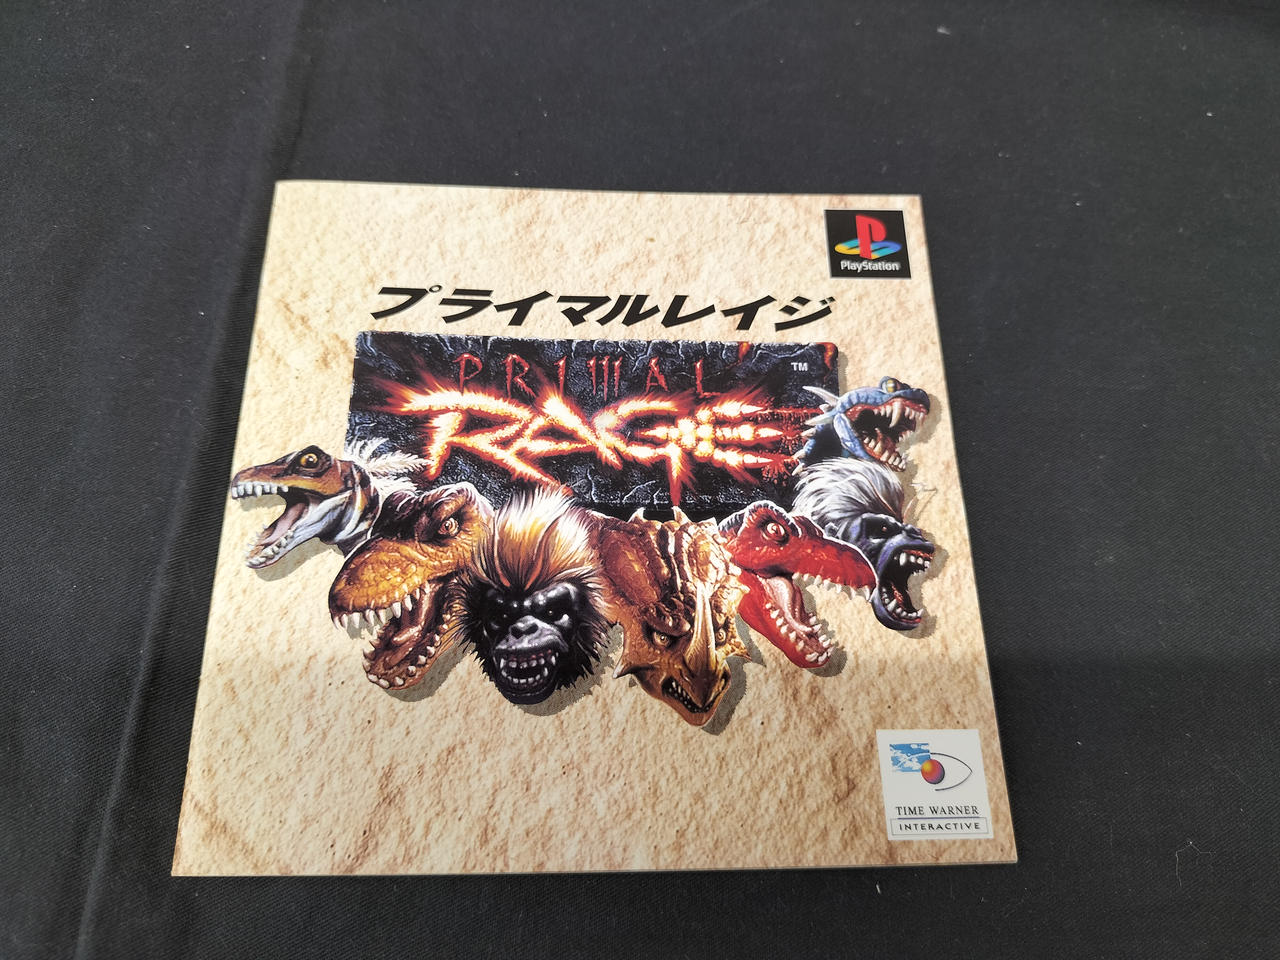 PlayStation
プライマルレイジ
PRIMAL
TM
RAGE
TIME WARNER
INTERACTIVE